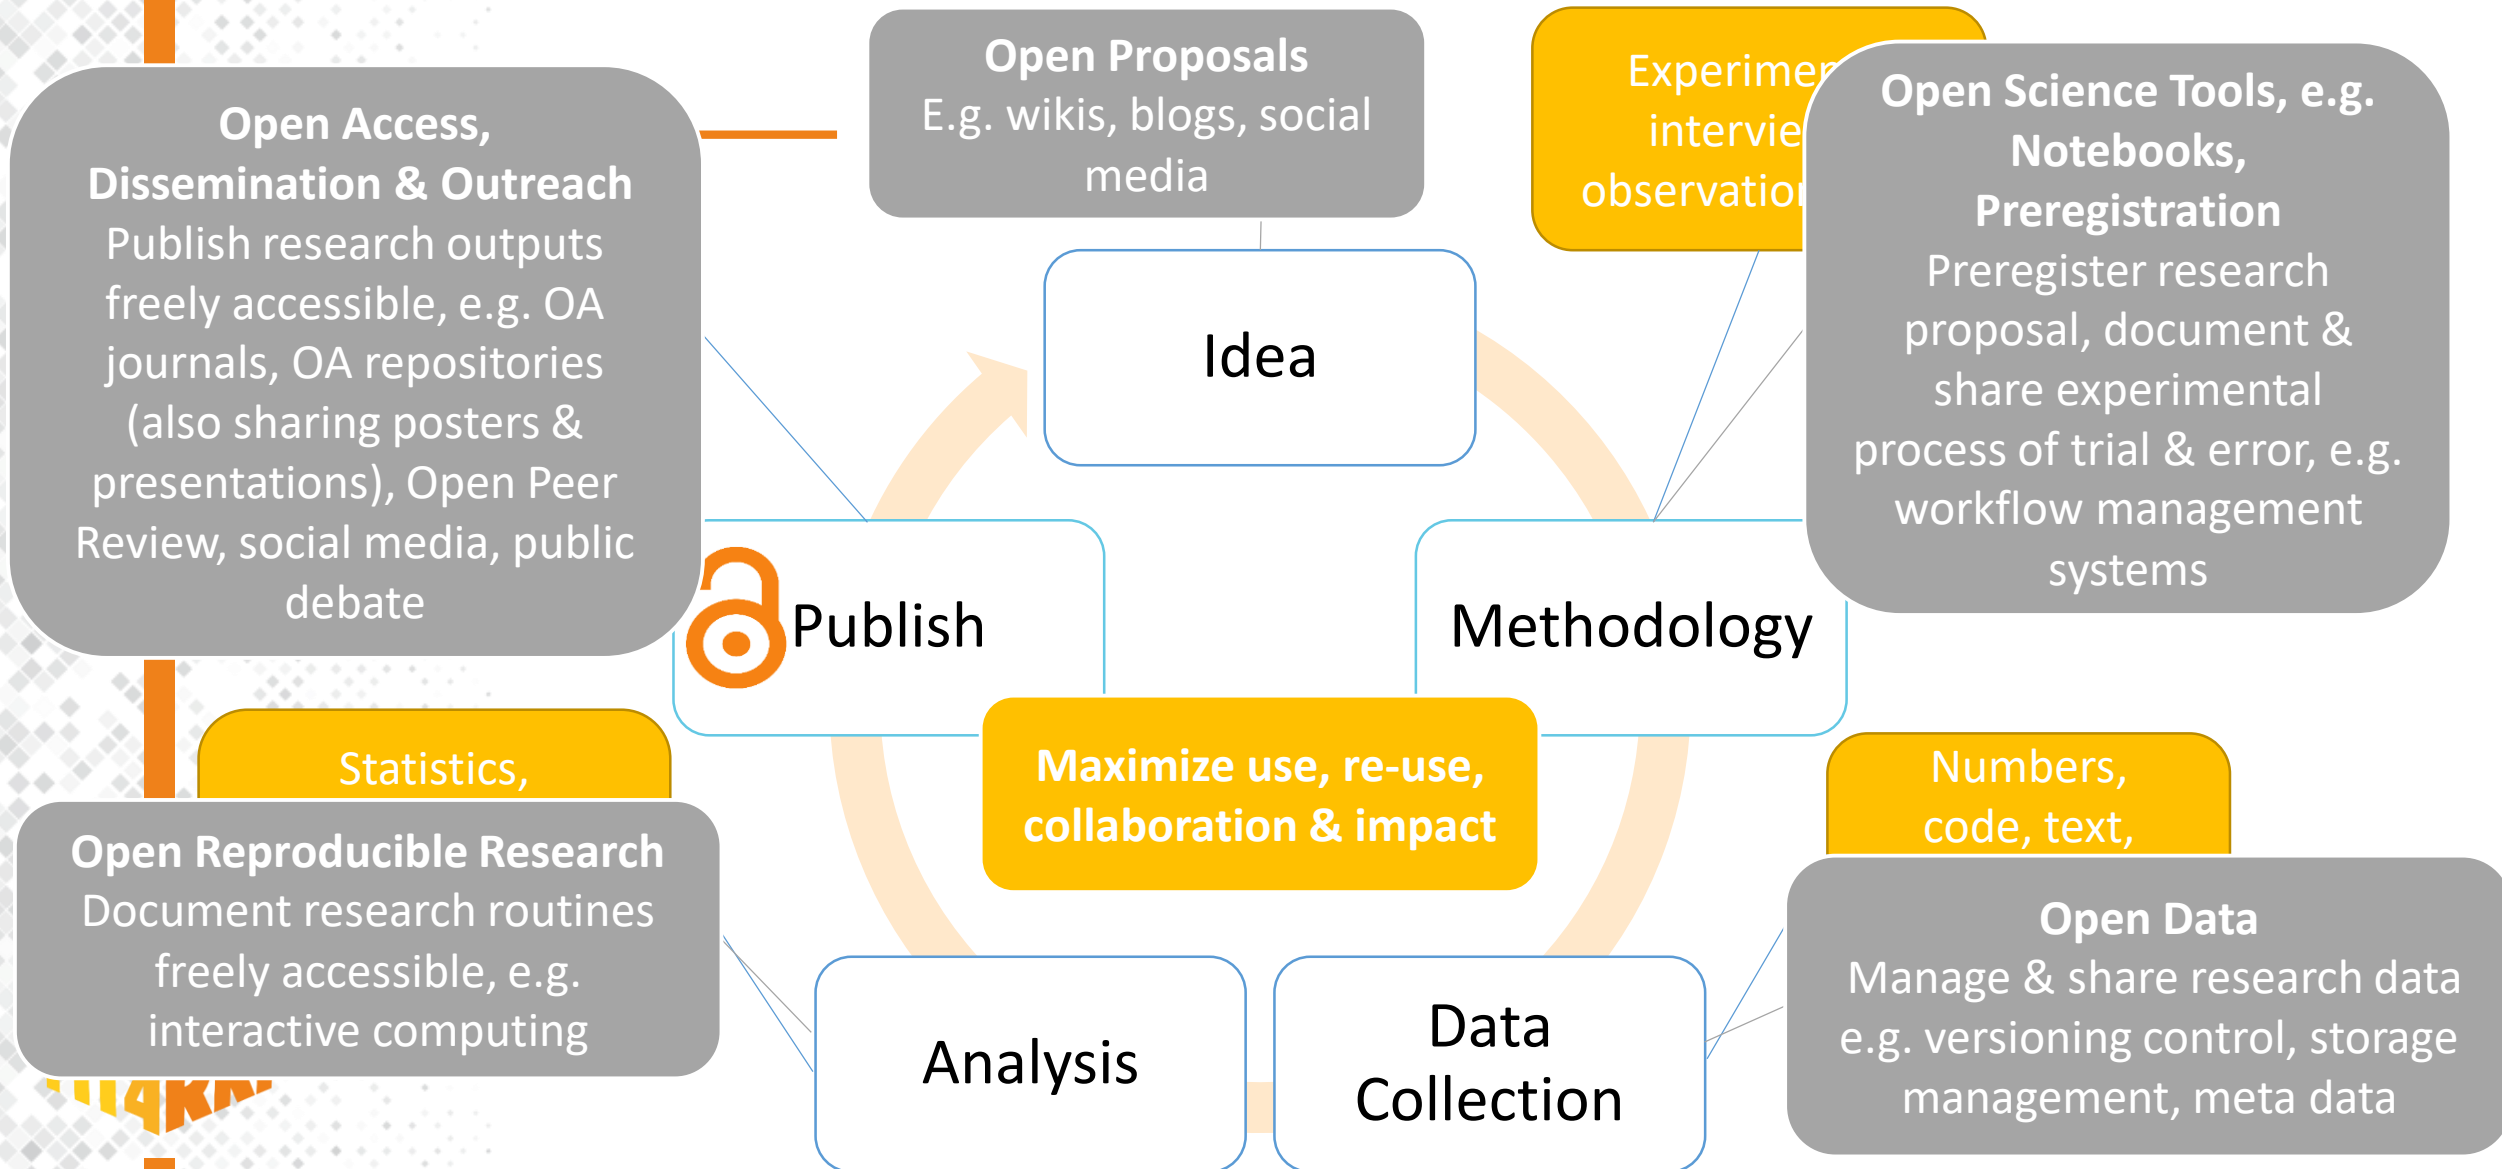 Open Proposals
E.g. wikis, blogs, social
media
Open Access,
Dissemination & Outreach
Publish research outputs
freely accessible, e.g. OA
journals, OA repositories
(also sharing posters &
presentations), Open Peer
Review, social media, public
debate
Open Science Tools, e.g.
Notebooks,
Preregistration
Preregister research
proposal, document &
share experimental
process of trial & error, e.g.
workflow management
systems
Idea
Publish
Methodology
Maximize use, re-use,
collaboration & impact
Statistics,
Open Reproducible Research
Document research routines
freely accessible, e.g.
interactive computing
Numbers,
code, text,
Open Data
Manage & share research data
e.g. versioning control, storage
management, meta data
Analysis
Data
Collection